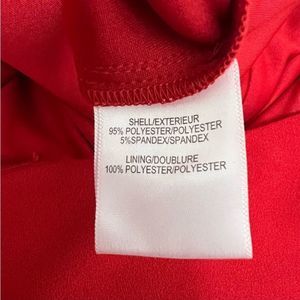 SHELL/EXTERIEUR
95% POLYESTER/POLYESTER
5%SPANDEX/SPANDEX
LINING/DOUBLURE
100% POLYESTER/POLYESTER